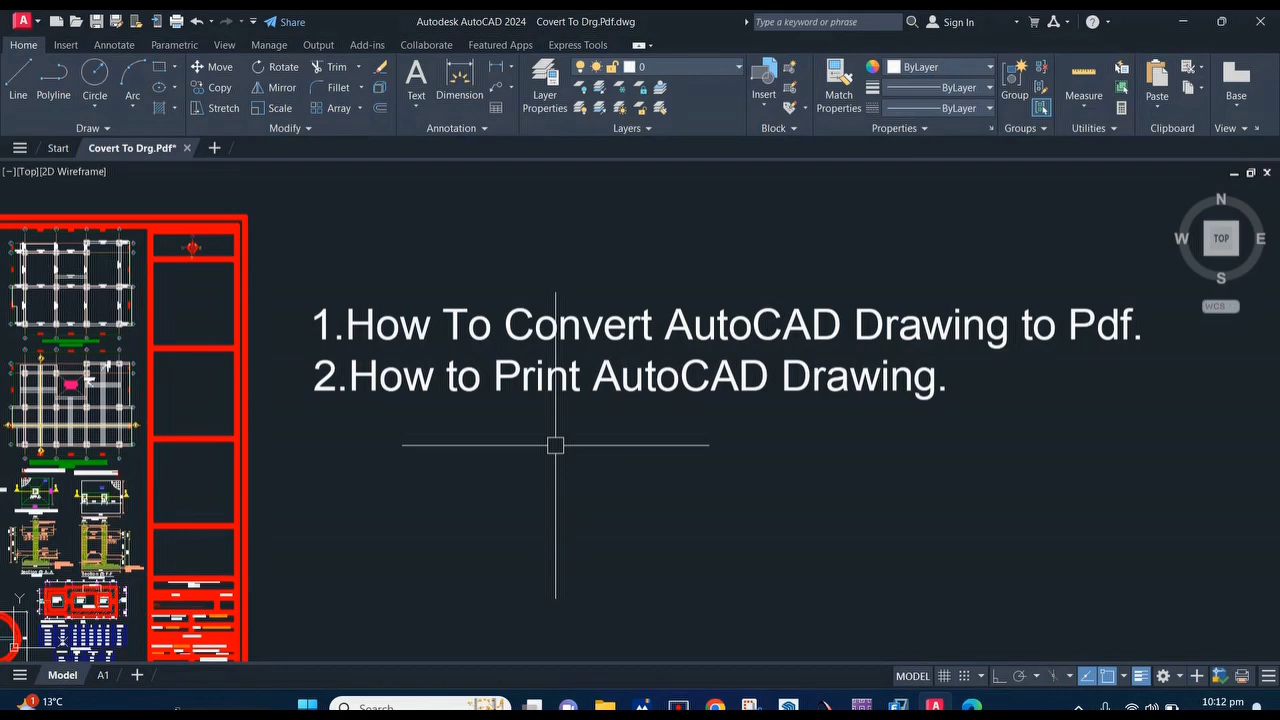 Share
Autodesk AutoCAD 2024 Covert To Drg.Pdf.dwg
Type a keyword or phrase
Sign In
Home Insert Annotate Parametric View Manage Output Add-ins Collaborate Featured Apps Express Tools
Line Polyline Circle Arc
Move Rotate Trim
Copy Mirror Fillet
Stretch Scale Array
Text Dimension
Layer Properties
0
Insert
Match Properties
ByLayer
ByLayer
ByLayer
Group
Measure
Paste
Base
Draw Modify Annotation Layers Block Properties Groups Utilities Clipboard View
Start Covert To Drg.Pdf*
[−][Top][2D Wireframe]
N
W TOP E
S
WCS
1.How To Convert AutoCAD Drawing to Pdf.
2.How to Print AutoCAD Drawing.
Y
Model A1
MODEL
1 13°C
Search
10:12 pm